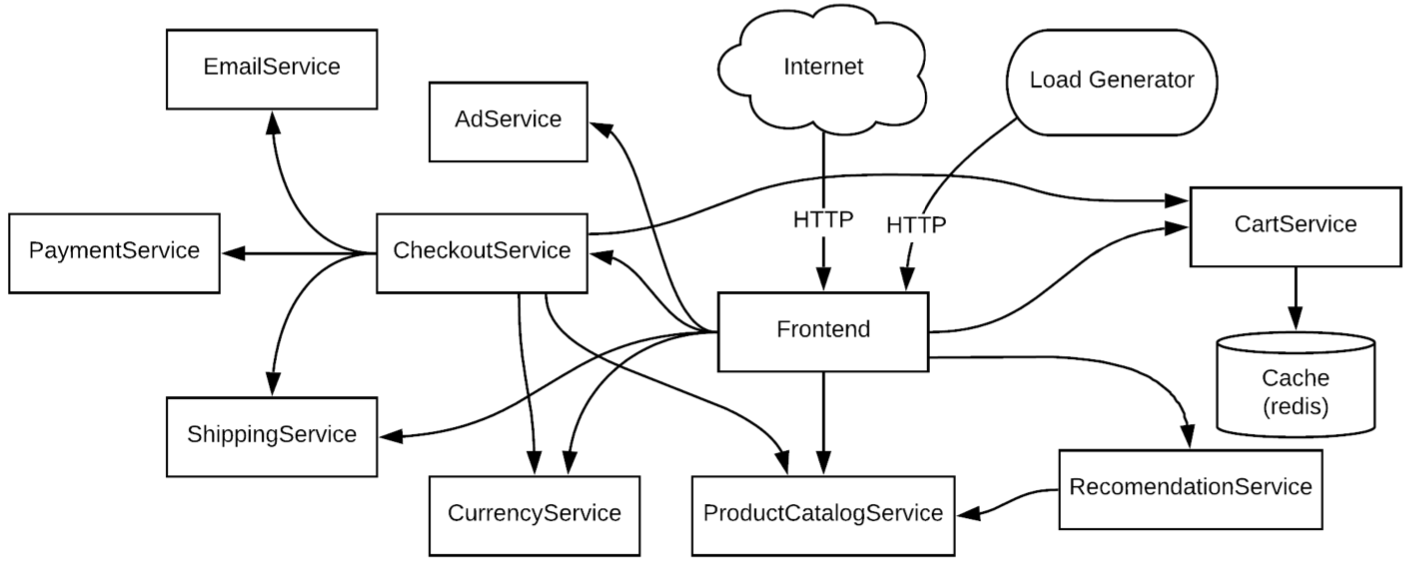 EmailService
Internet
Load Generator
AdService
HTTP
HTTP
CartService
PaymentService
CheckoutService
Frontend
Cache
(redis)
ShippingService
RecomendationService
CurrencyService
ProductCatalogService